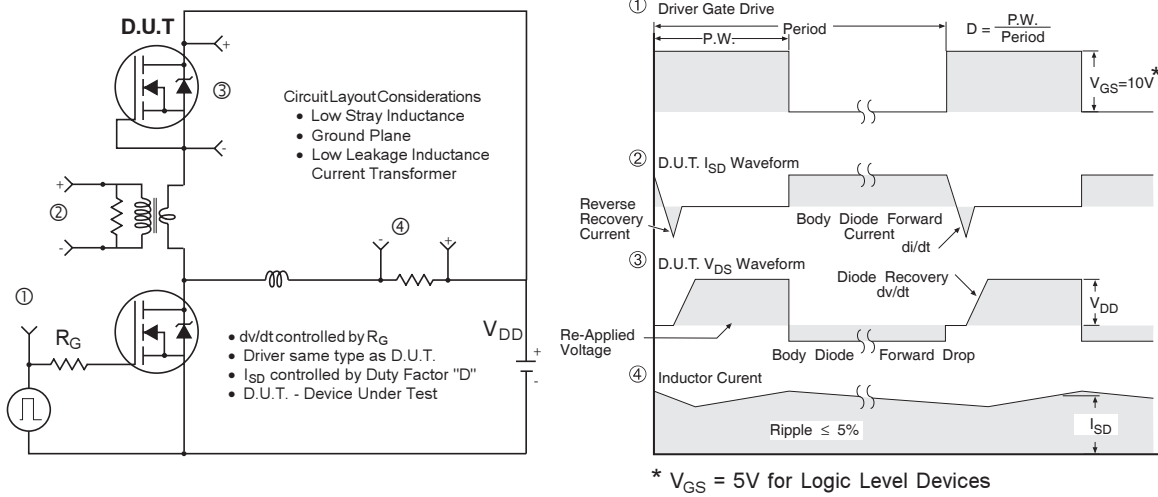 D.U.T
+
③
-
Circuit Layout Considerations
• Low Stray Inductance
• Ground Plane
• Low Leakage Inductance
Current Transformer
+
②
-
④
-
+
①
R_G
V_DD
+
-
• dv/dt controlled by R_G
• Driver same type as D.U.T.
• I_SD controlled by Duty Factor "D"
• D.U.T. - Device Under Test
① Driver Gate Drive
P.W.
Period
D = P.W. / Period
V_GS=10V*
② D.U.T. I_SD Waveform
Reverse
Recovery
Current
Body Diode Forward
Current
di/dt
③ D.U.T. V_DS Waveform
Diode Recovery
dv/dt
V_DD
Re-Applied
Voltage
Body Diode Forward Drop
④ Inductor Curent
Ripple ≤ 5%
I_SD
* V_GS = 5V for Logic Level Devices